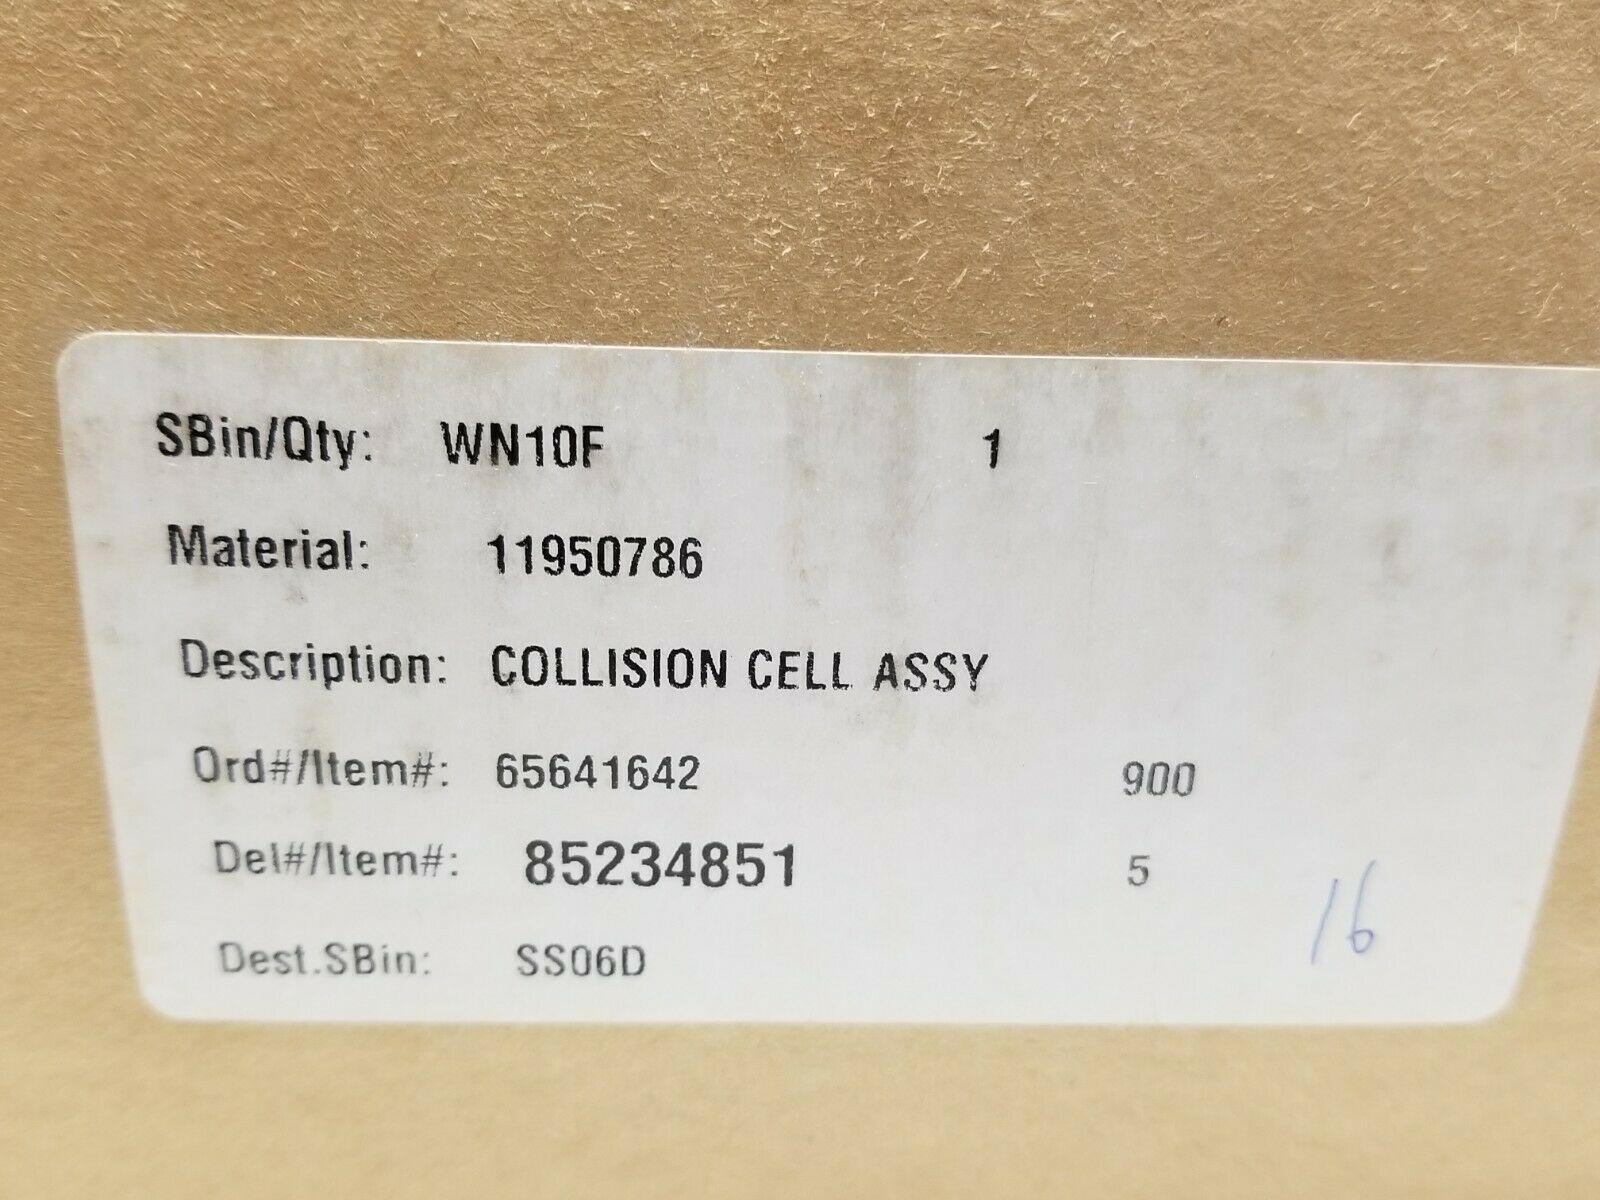 SBin/Qty: WN10F 1
Material: 11950786
Description: COLLISION CELL ASSY
Ord#/Item#: 65641642 900
Del#/Item#: 85234851 5
Dest.SBin: SS06D
16